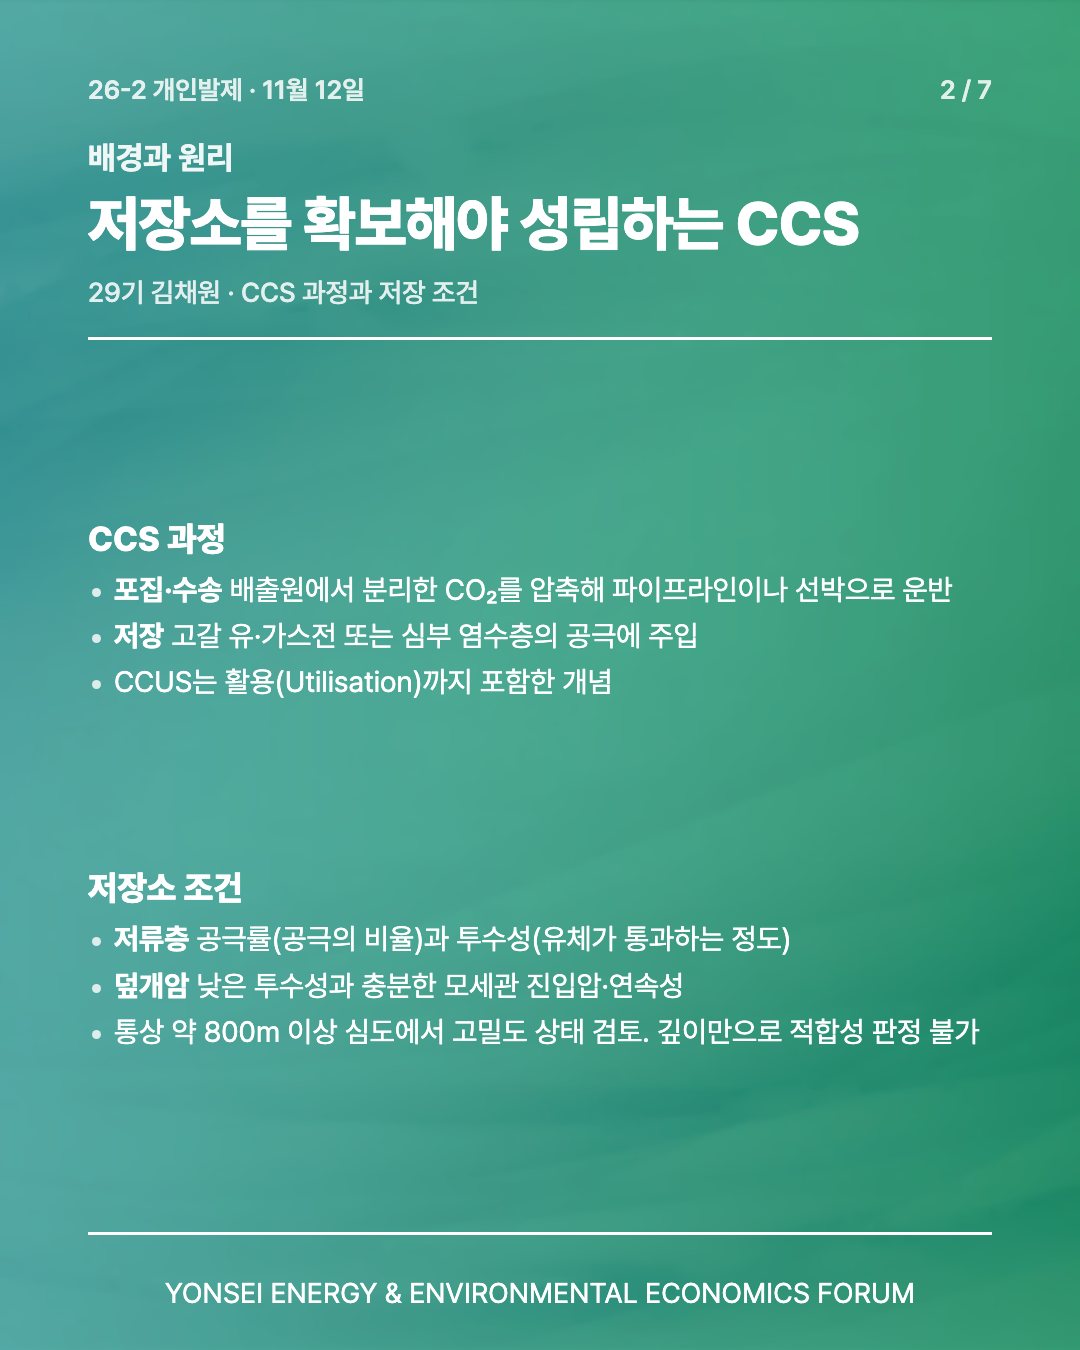 26-2 개인발제 · 11월 12일
2 / 7
배경과 원리
저장소를 확보해야 성립하는 CCS
29기 김채원 · CCS 과정과 저장 조건
CCS 과정
• 포집·수송 배출원에서 분리한 CO₂를 압축해 파이프라인이나 선박으로 운반
• 저장 고갈 유·가스전 또는 심부 염수층의 공극에 주입
• CCUS는 활용(Utilisation)까지 포함한 개념
저장소 조건
• 저류층 공극률(공극의 비율)과 투수성(유체가 통과하는 정도)
• 덮개암 낮은 투수성과 충분한 모세관 진입압·연속성
• 통상 약 800m 이상 심도에서 고밀도 상태 검토. 깊이만으로 적합성 판정 불가
YONSEI ENERGY & ENVIRONMENTAL ECONOMICS FORUM